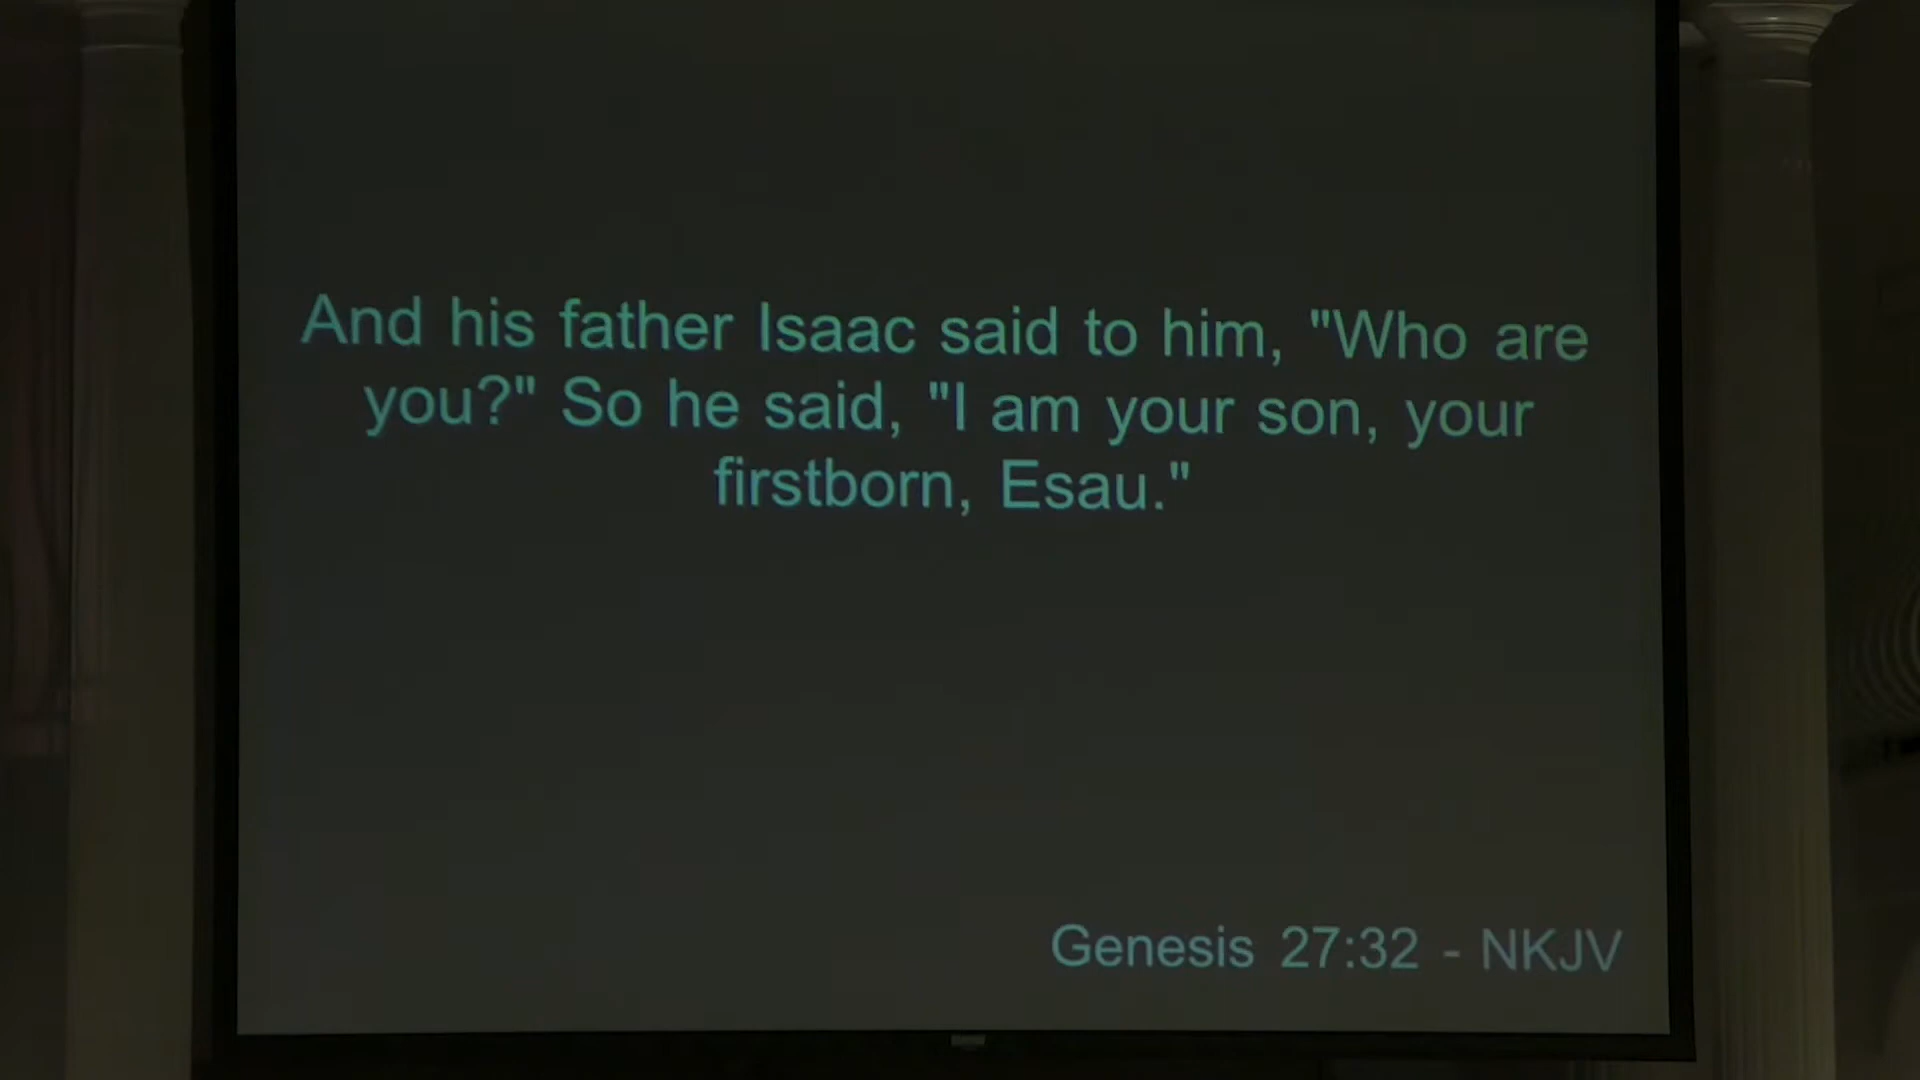 And his father Isaac said to him, "Who are
you?" So he said, "I am your son, your
firstborn, Esau."
Genesis 27:32 - NKJV